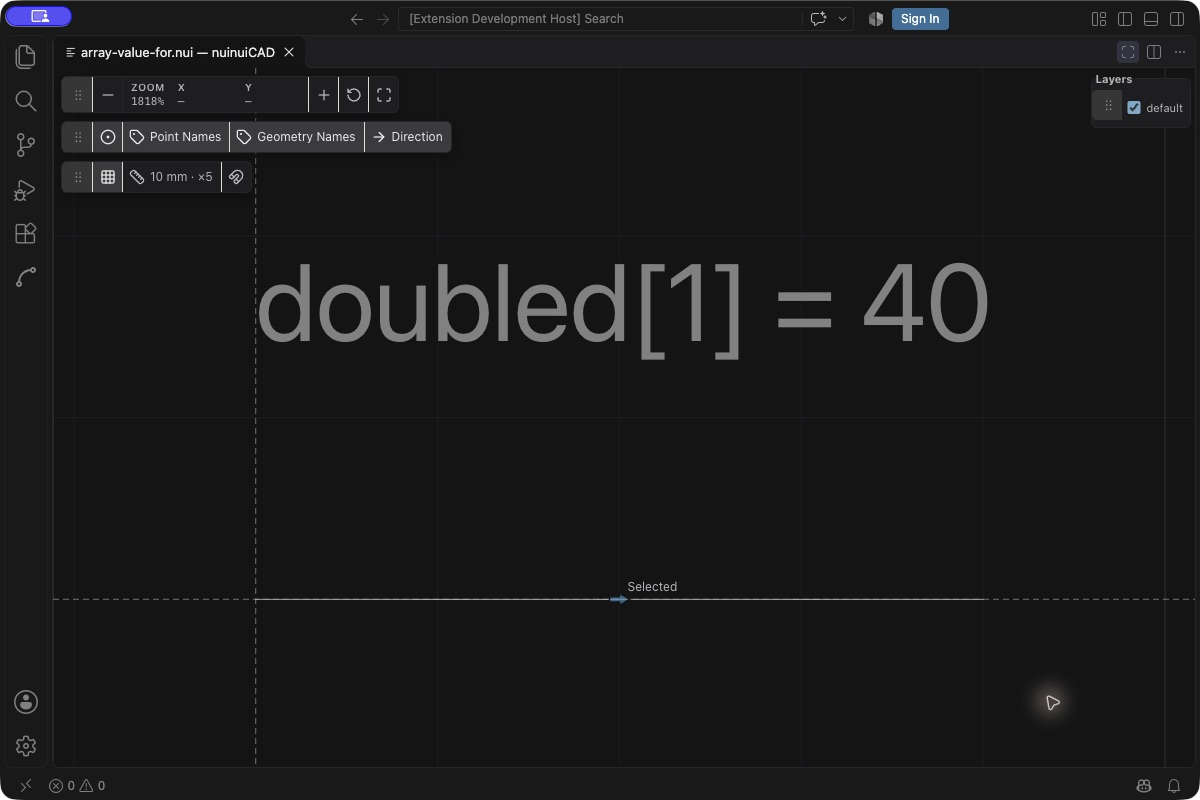 [Extension Development Host] Search
Sign In
array-value-for.nui — nuinuiCAD
ZOOM X Y
1818% — —
Point Names Geometry Names Direction
10 mm · ×5
Layers
default
doubled[1] = 40
Selected
0 0